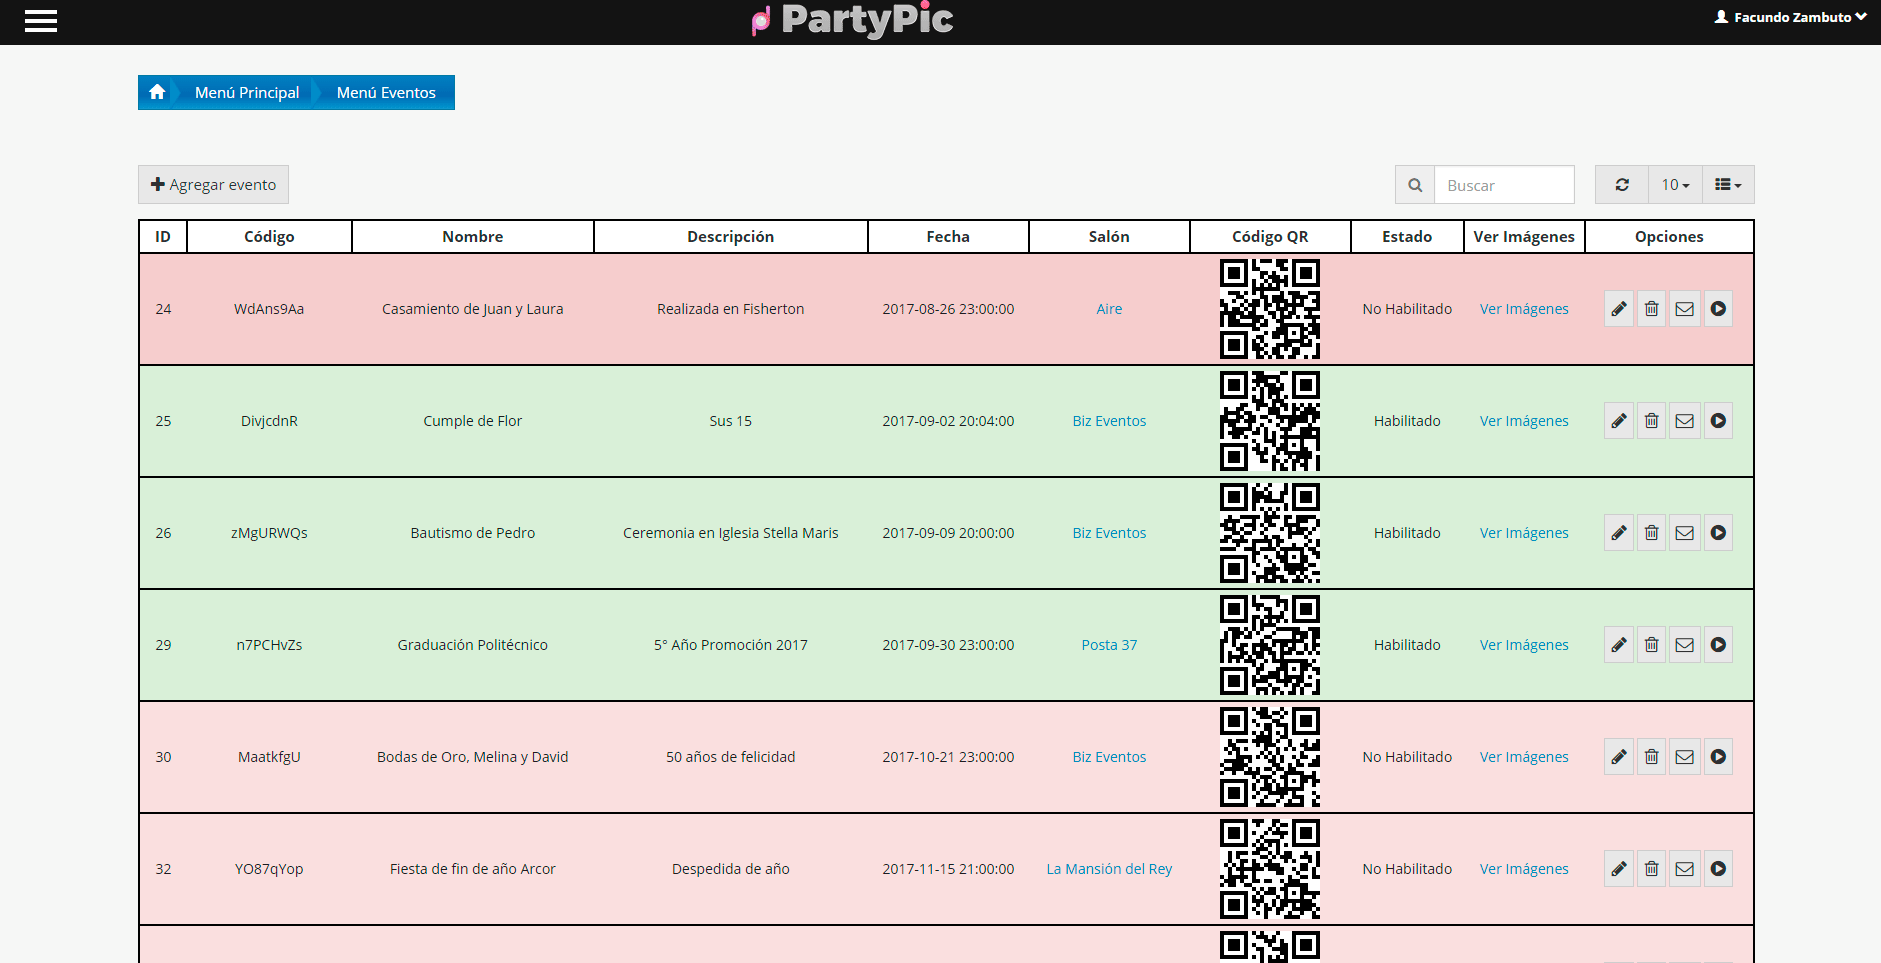 PartyPic
Facundo Zambuto
Menú Principal Menú Eventos
Agregar evento Buscar 10
ID Código Nombre Descripción Fecha Salón Código QR Estado Ver Imágenes Opciones
24 WdAns9Aa Casamiento de Juan y Laura Realizada en Fisherton 2017-08-26 23:00:00 Aire No Habilitado Ver Imágenes
25 DivjcdnR Cumple de Flor Sus 15 2017-09-02 20:04:00 Biz Eventos Habilitado Ver Imágenes
26 zMgURWQs Bautismo de Pedro Ceremonia en Iglesia Stella Maris 2017-09-09 20:00:00 Biz Eventos Habilitado Ver Imágenes
29 n7PCHvZs Graduación Politécnico 5° Año Promoción 2017 2017-09-30 23:00:00 Posta 37 Habilitado Ver Imágenes
30 MaatkfgU Bodas de Oro, Melina y David 50 años de felicidad 2017-10-21 23:00:00 Biz Eventos No Habilitado Ver Imágenes
32 YO87qYop Fiesta de fin de año Arcor Despedida de año 2017-11-15 21:00:00 La Mansión del Rey No Habilitado Ver Imágenes